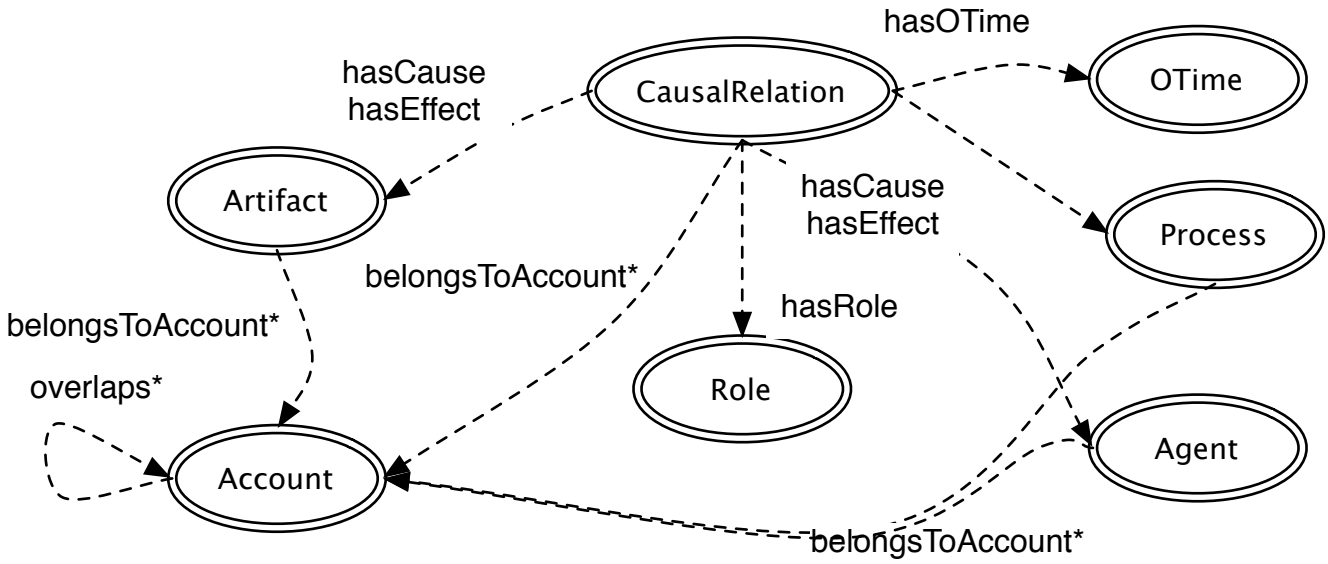 hasOTime
hasCause
hasEffect
CausalRelation
OTime
Artifact
hasCause
hasEffect
Process
belongsToAccount*
hasRole
belongsToAccount*
overlaps*
Role
Agent
Account
belongsToAccount*